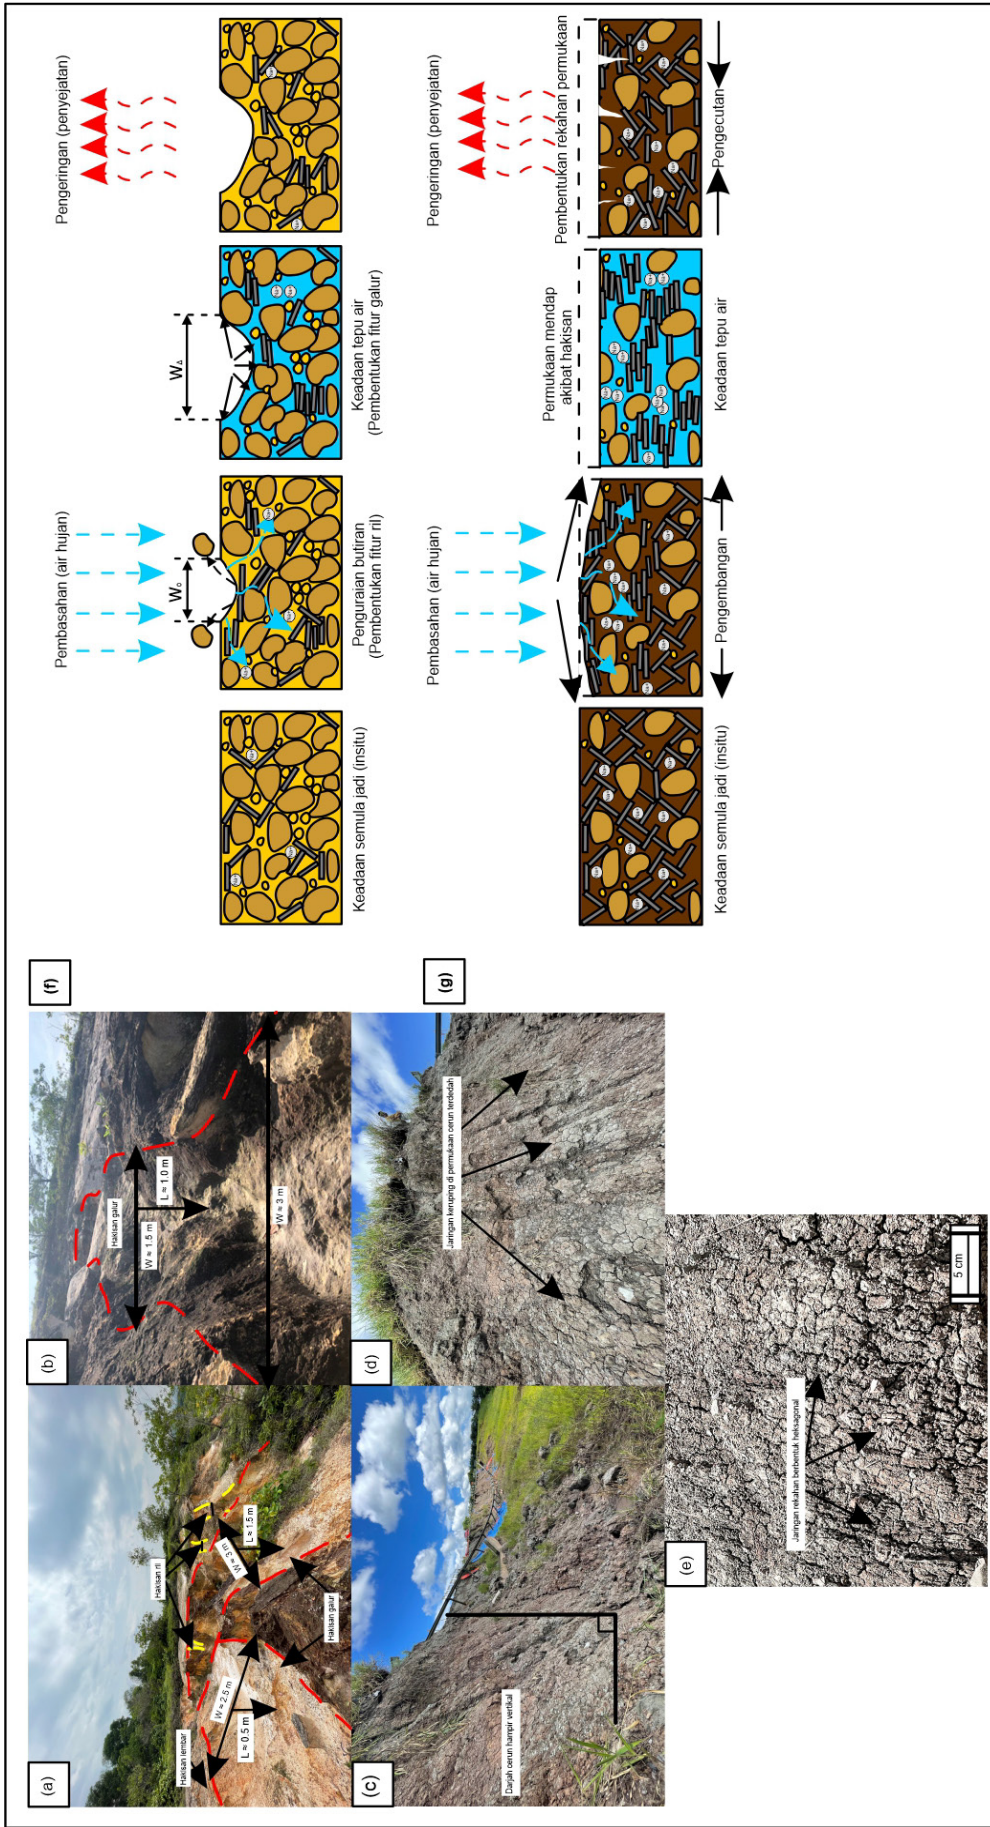 (a)
Hakisan lembar
Hakisan ril
W ≈ 2.5 m
L ≈ 0.5 m
W ≈ 3 m
L ≈ 1.5 m
Hakisan galur
(b)
Hakisan galur
W ≈ 1.5 m
L ≈ 1.0 m
W ≈ 3 m
(c)
Darjah cerun hampir vertikal
(d)
Jaringan keruping di permukaan cerun terdedah
(e)
Jaringan rekahan berbentuk heksagonal
5 cm
(f)
Keadaan semula jadi (insitu)
Pembasahan (air hujan)
W₀
Penguraian butiran
(Pembentukan fitur ril)
WΔ
Keadaan tepu air
(Pembentukan fitur galur)
Pengeringan (penyejatan)
(g)
Keadaan semula jadi (insitu)
Pembasahan (air hujan)
Pengembangan
Permukaan mendap
akibat hakisan
Keadaan tepu air
Pengeringan (penyejatan)
Pembentukan rekahan permukaan
Pengecutan